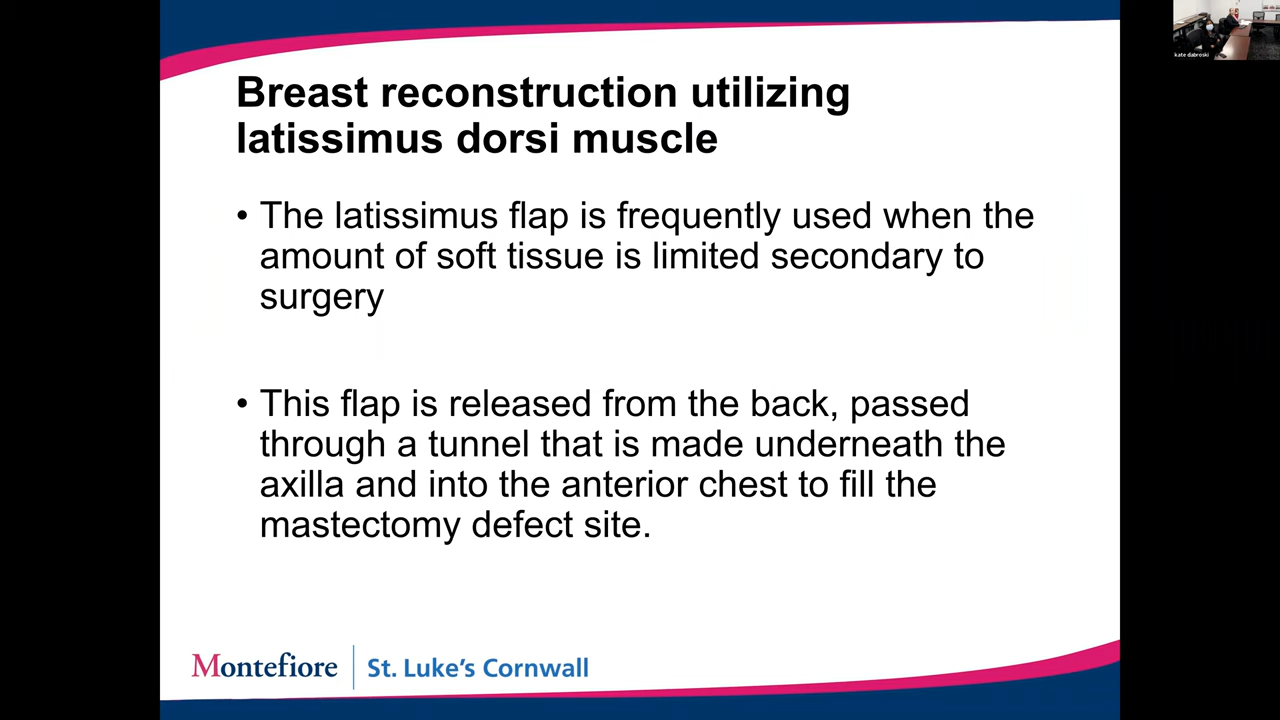 kate dabroski
Breast reconstruction utilizing
latissimus dorsi muscle
• The latissimus flap is frequently used when the
amount of soft tissue is limited secondary to
surgery
• This flap is released from the back, passed
through a tunnel that is made underneath the
axilla and into the anterior chest to fill the
mastectomy defect site.
Montefiore | St. Luke's Cornwall